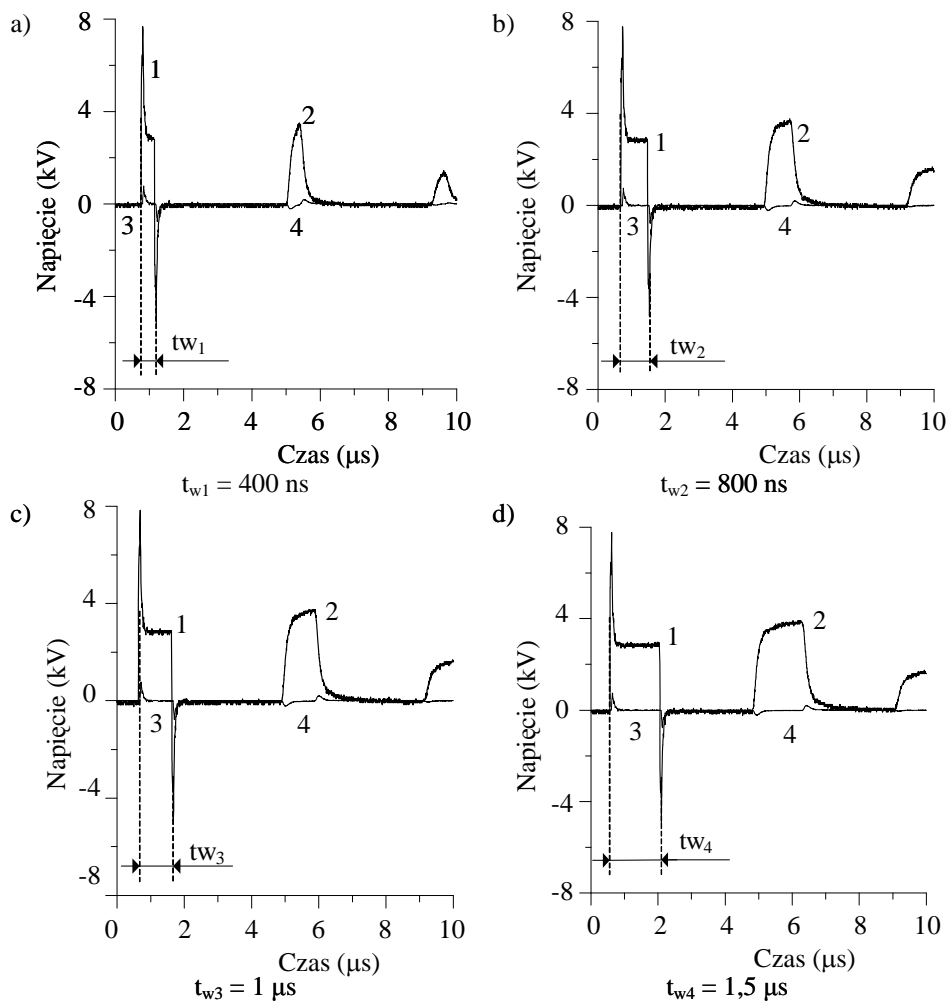 a)
8
4
0
-4
-8
Napięcie (kV)
1
2
3
4
tw₁
0 2 4 6 8 10
Czas (μs)
t_w1 = 400 ns
b)
8
4
0
-4
-8
Napięcie (kV)
1
2
3
4
tw₂
0 2 4 6 8 10
Czas (μs)
t_w2 = 800 ns
c)
8
4
0
-4
-8
Napięcie (kV)
1
2
3
4
tw₃
0 2 4 6 8 10
Czas (μs)
t_w3 = 1 μs
d)
8
4
0
-4
-8
Napięcie (kV)
1
2
3
4
tw₄
0 2 4 6 8 10
Czas (μs)
t_w4 = 1,5 μs